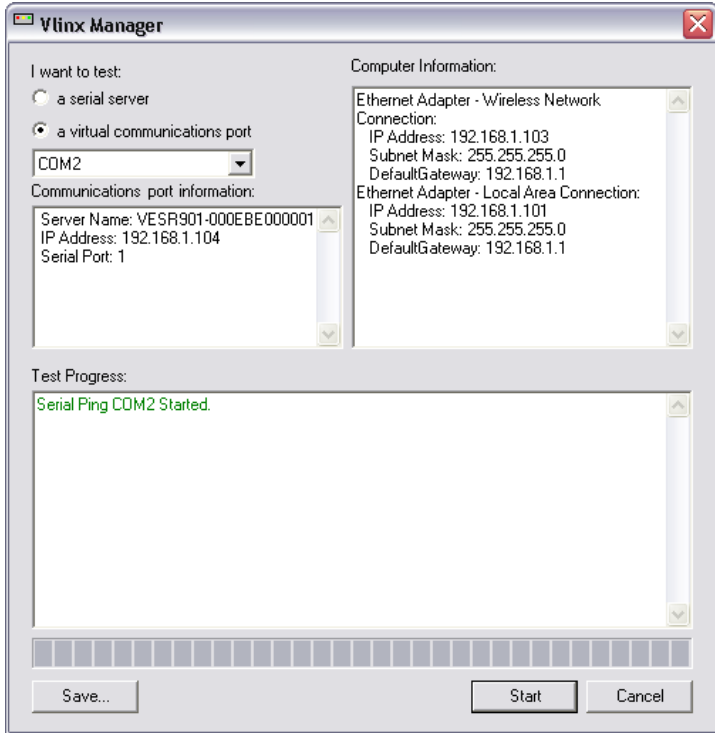 Vlinx Manager
I want to test:
a serial server
a virtual communications port
COM2
Communications port information:
Server Name: VESR901-000EBE000001
IP Address: 192.168.1.104
Serial Port: 1
Computer Information:
Ethernet Adapter - Wireless Network
Connection:
IP Address: 192.168.1.103
Subnet Mask: 255.255.255.0
DefaultGateway: 192.168.1.1
Ethernet Adapter - Local Area Connection:
IP Address: 192.168.1.101
Subnet Mask: 255.255.255.0
DefaultGateway: 192.168.1.1
Test Progress:
Serial Ping COM2 Started.
Save...
Start
Cancel